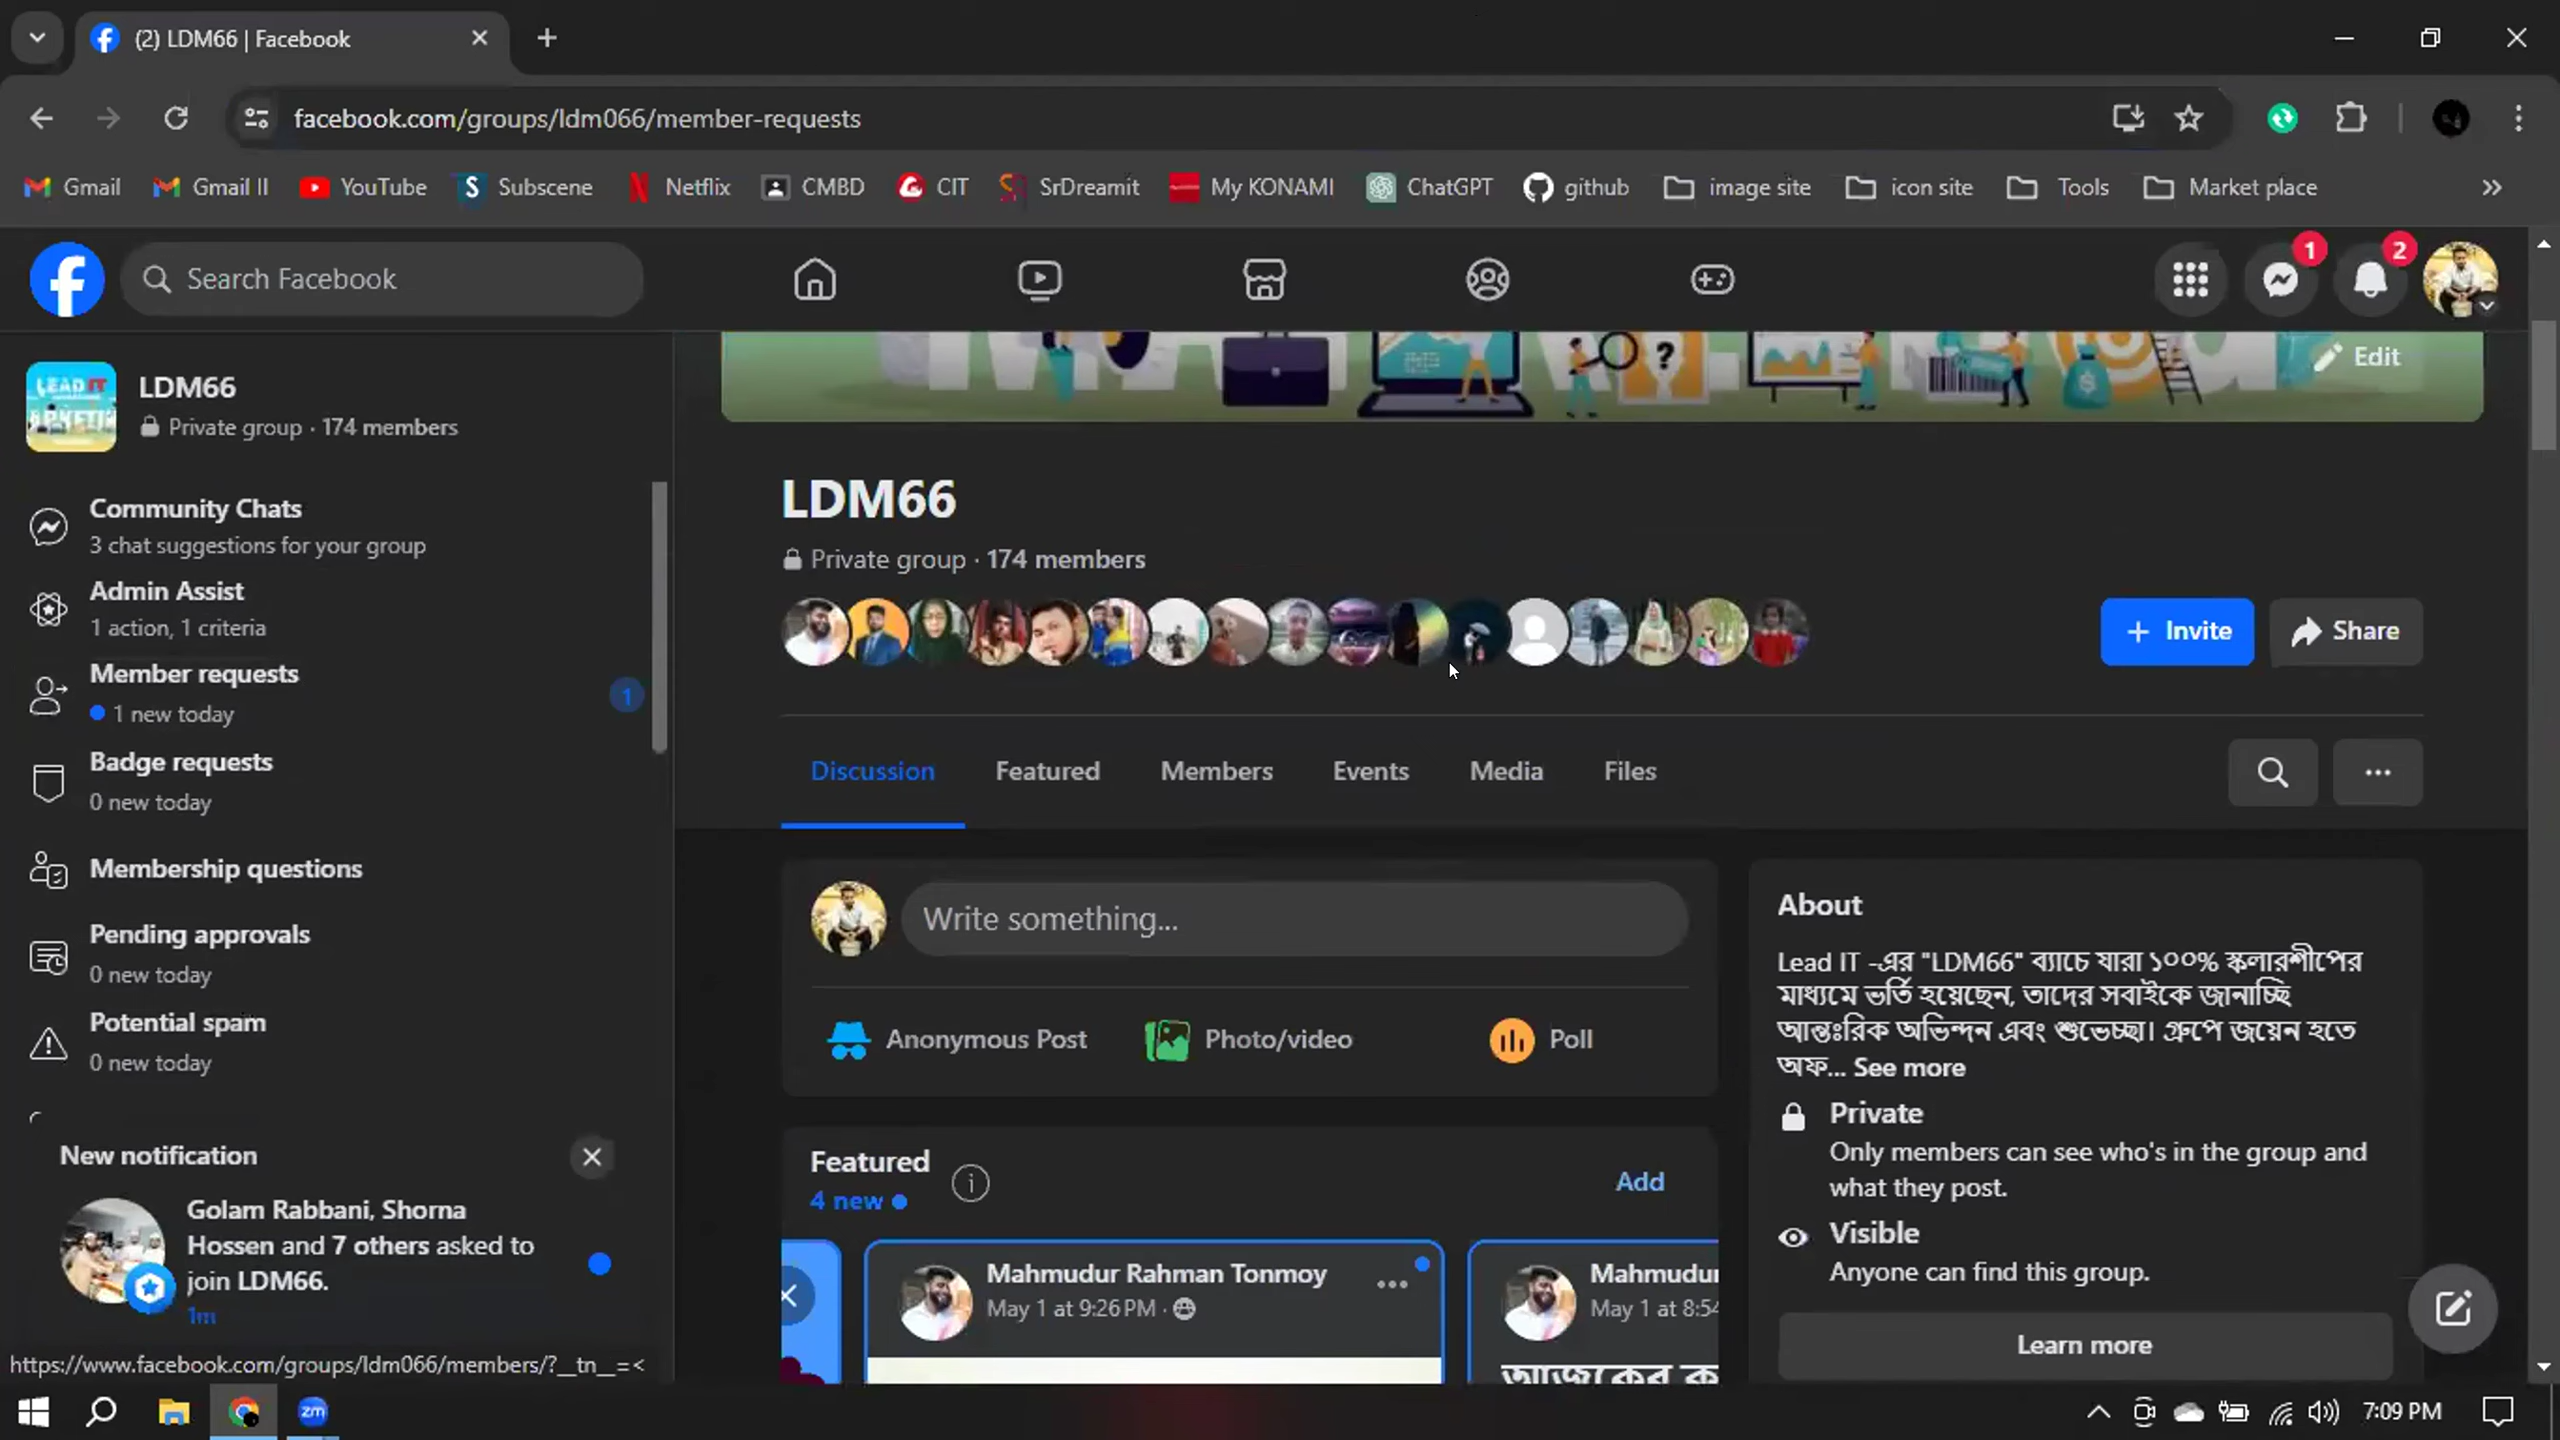 (2) LDM66 | Facebook
facebook.com/groups/ldm066/member-requests
Gmail
Gmail II
YouTube
Subscene
Netflix
CMBD
CIT
SrDreamit
My KONAMI
ChatGPT
github
image site
icon site
Tools
Market place
Search Facebook
1
2
LEAD IT
LDM66
Private group · 174 members
Community Chats
3 chat suggestions for your group
Admin Assist
1 action, 1 criteria
Member requests
1 new today
1
Badge requests
0 new today
Membership questions
Pending approvals
0 new today
Potential spam
0 new today
New notification
Golam Rabbani, Shorna
Hossen and 7 others asked to
join LDM66.
1m
https://www.facebook.com/groups/ldm066/members/?__tn__=<
Edit
LDM66
Private group · 174 members
Invite
Share
Discussion
Featured
Members
Events
Media
Files
Write something...
Anonymous Post
Photo/video
Poll
Featured
4 new
Add
Mahmudur Rahman Tonmoy
May 1 at 9:26 PM ·
Mahmudur
May 1 at 8:54
আজকের ক
About
Lead IT -এর "LDM66" ব্যাচে যারা ১০০% স্কলারশীপের
মাধ্যমে ভর্তি হয়েছেন, তাদের সবাইকে জানাচ্ছি
আন্তঃরিক অভিন্দন এবং শুভেচ্ছা। গ্রুপে জয়েন হতে
অফ... See more
Private
Only members can see who's in the group and
what they post.
Visible
Anyone can find this group.
Learn more
zm
7:09 PM